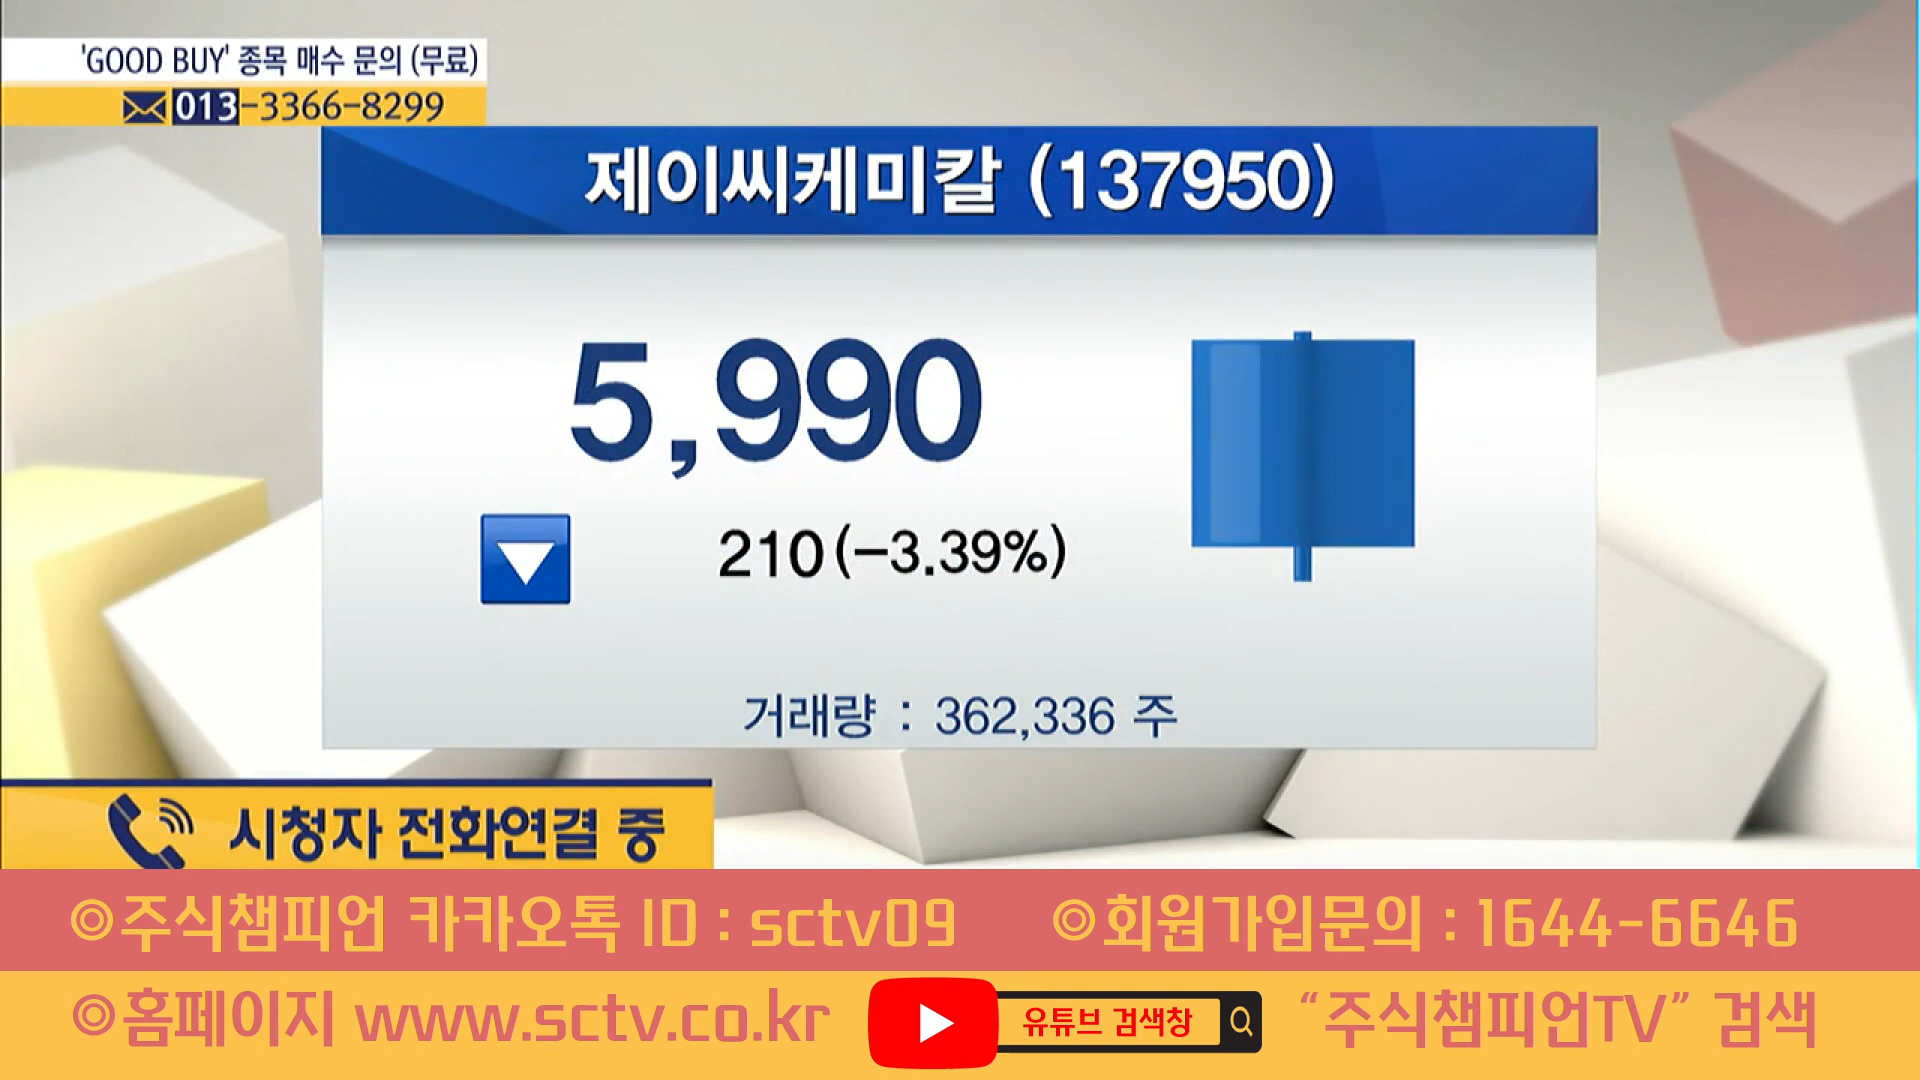 'GOOD BUY' 종목 매수 문의 (무료)
013-3366-8299
제이씨케미칼 (137950)
5,990
210(-3.39%)
거래량 : 362,336 주
시청자 전화연결 중
◎주식챔피언 카카오톡 ID : sctv09 ◎회원가입문의 : 1644-6646
◎홈페이지 www.sctv.co.kr 유튜브 검색창 “주식챔피언TV” 검색